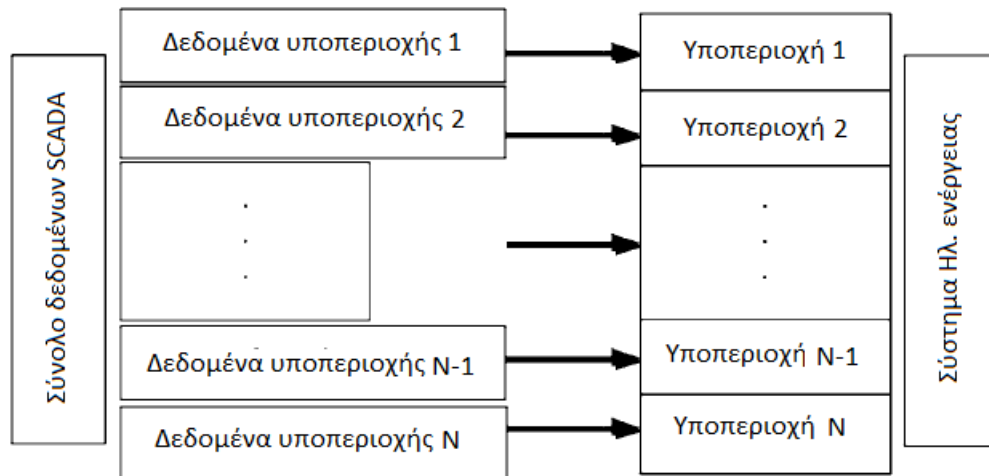 Σύνολο δεδομένων SCADA
Δεδομένα υποπεριοχής 1
Υποπεριοχή 1
Δεδομένα υποπεριοχής 2
Υποπεριοχή 2
.
.
.
.
.
.
Δεδομένα υποπεριοχής N-1
Υποπεριοχή N-1
Δεδομένα υποπεριοχής N
Υποπεριοχή N
Σύστημα Ηλ. ενέργειας